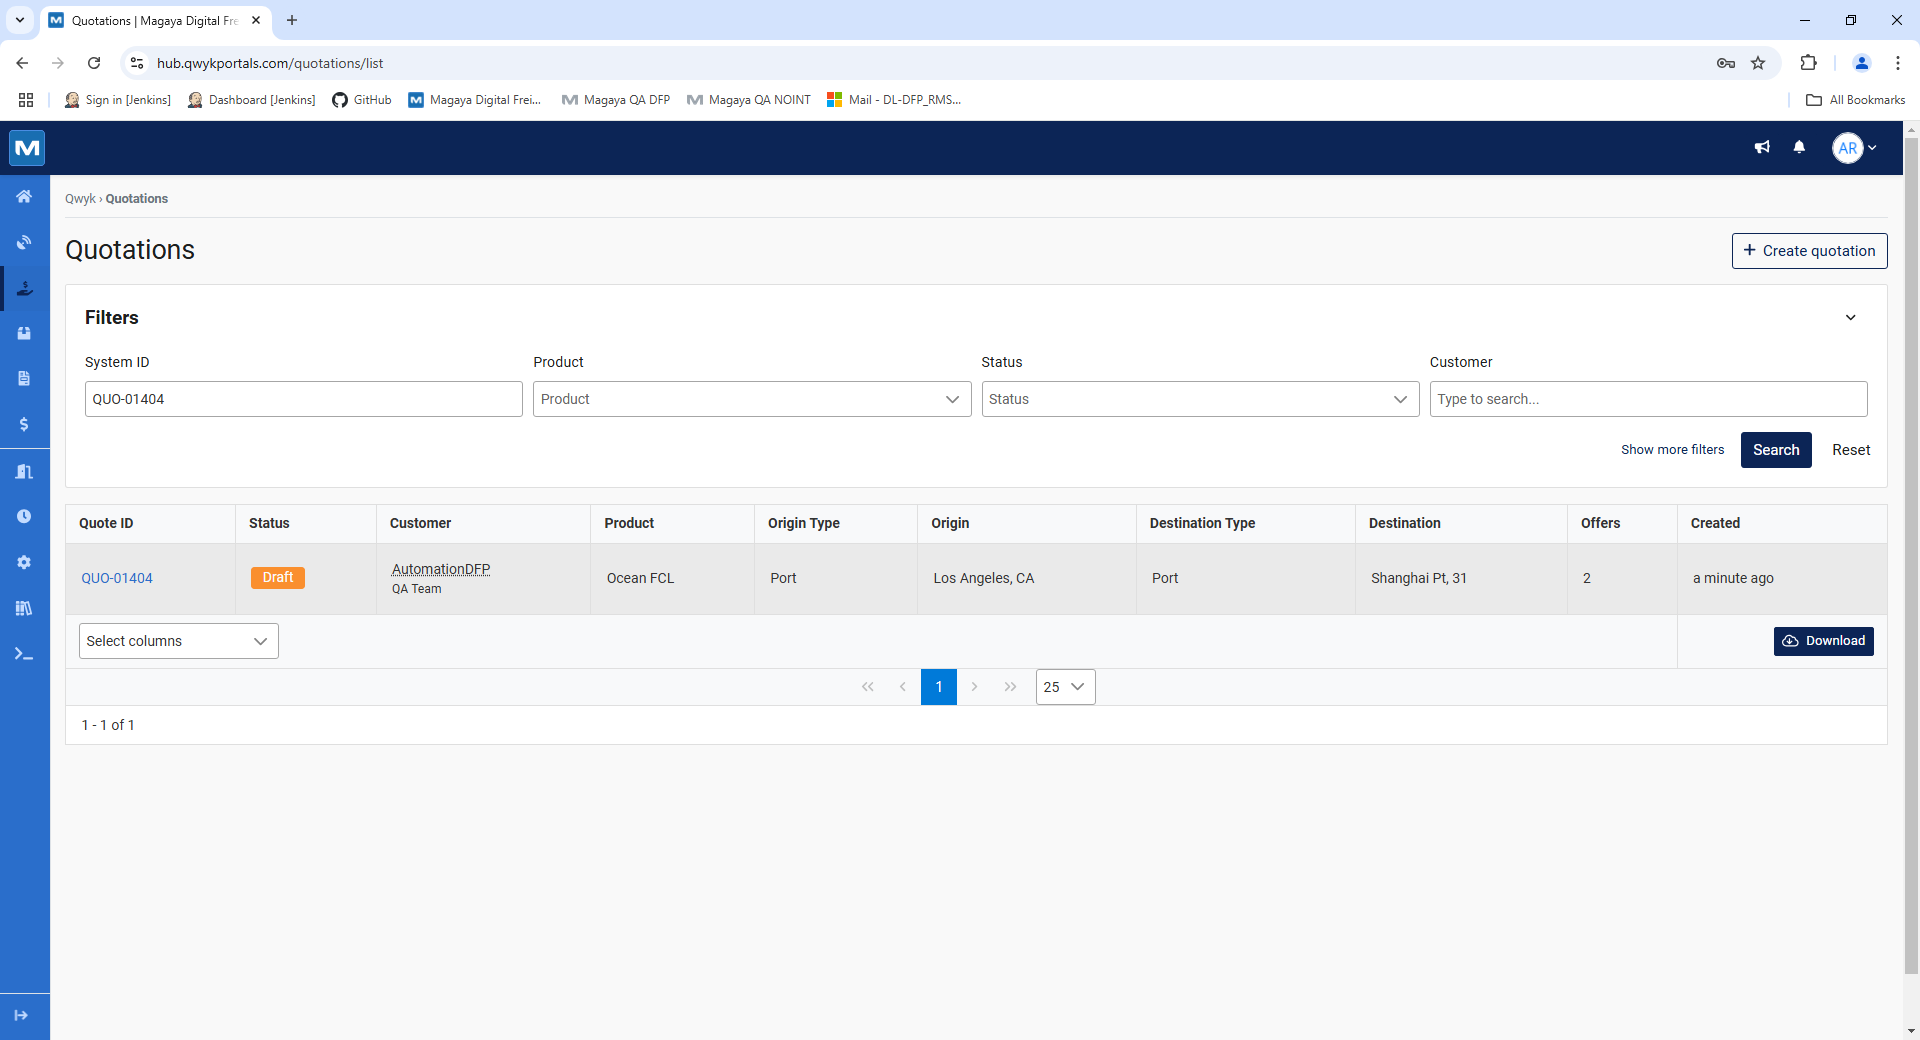 Quotations | Magaya Digital Fre
hub.qwykportals.com/quotations/list
Sign in [Jenkins]
Dashboard [Jenkins]
GitHub
Magaya Digital Frei...
Magaya QA DFP
Magaya QA NOINT
Mail - DL-DFP_RMS...
All Bookmarks
AR
Qwyk › Quotations
Quotations
+ Create quotation
Filters
System ID
Product
Status
Customer
QUO-01404
Product
Status
Type to search...
Show more filters
Search
Reset
Quote ID
Status
Customer
Product
Origin Type
Origin
Destination Type
Destination
Offers
Created
QUO-01404
Draft
AutomationDFP
QA Team
Ocean FCL
Port
Los Angeles, CA
Port
Shanghai Pt, 31
2
a minute ago
Select columns
Download
1
25
1 - 1 of 1